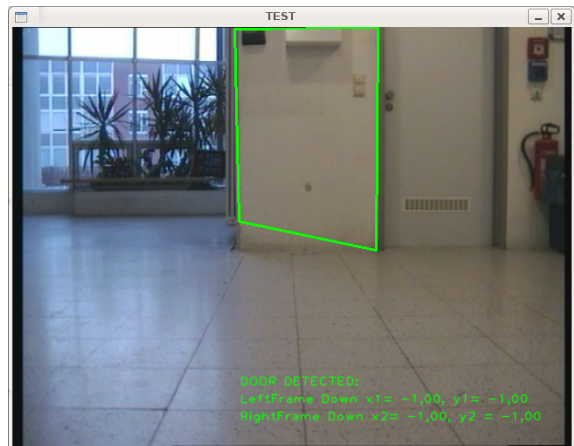 TEST
DOOR DETECTED:
LeftFrame Down x1= -1,00, y1= -1,00
RightFrame Down x2= -1,00, y2 = -1,00